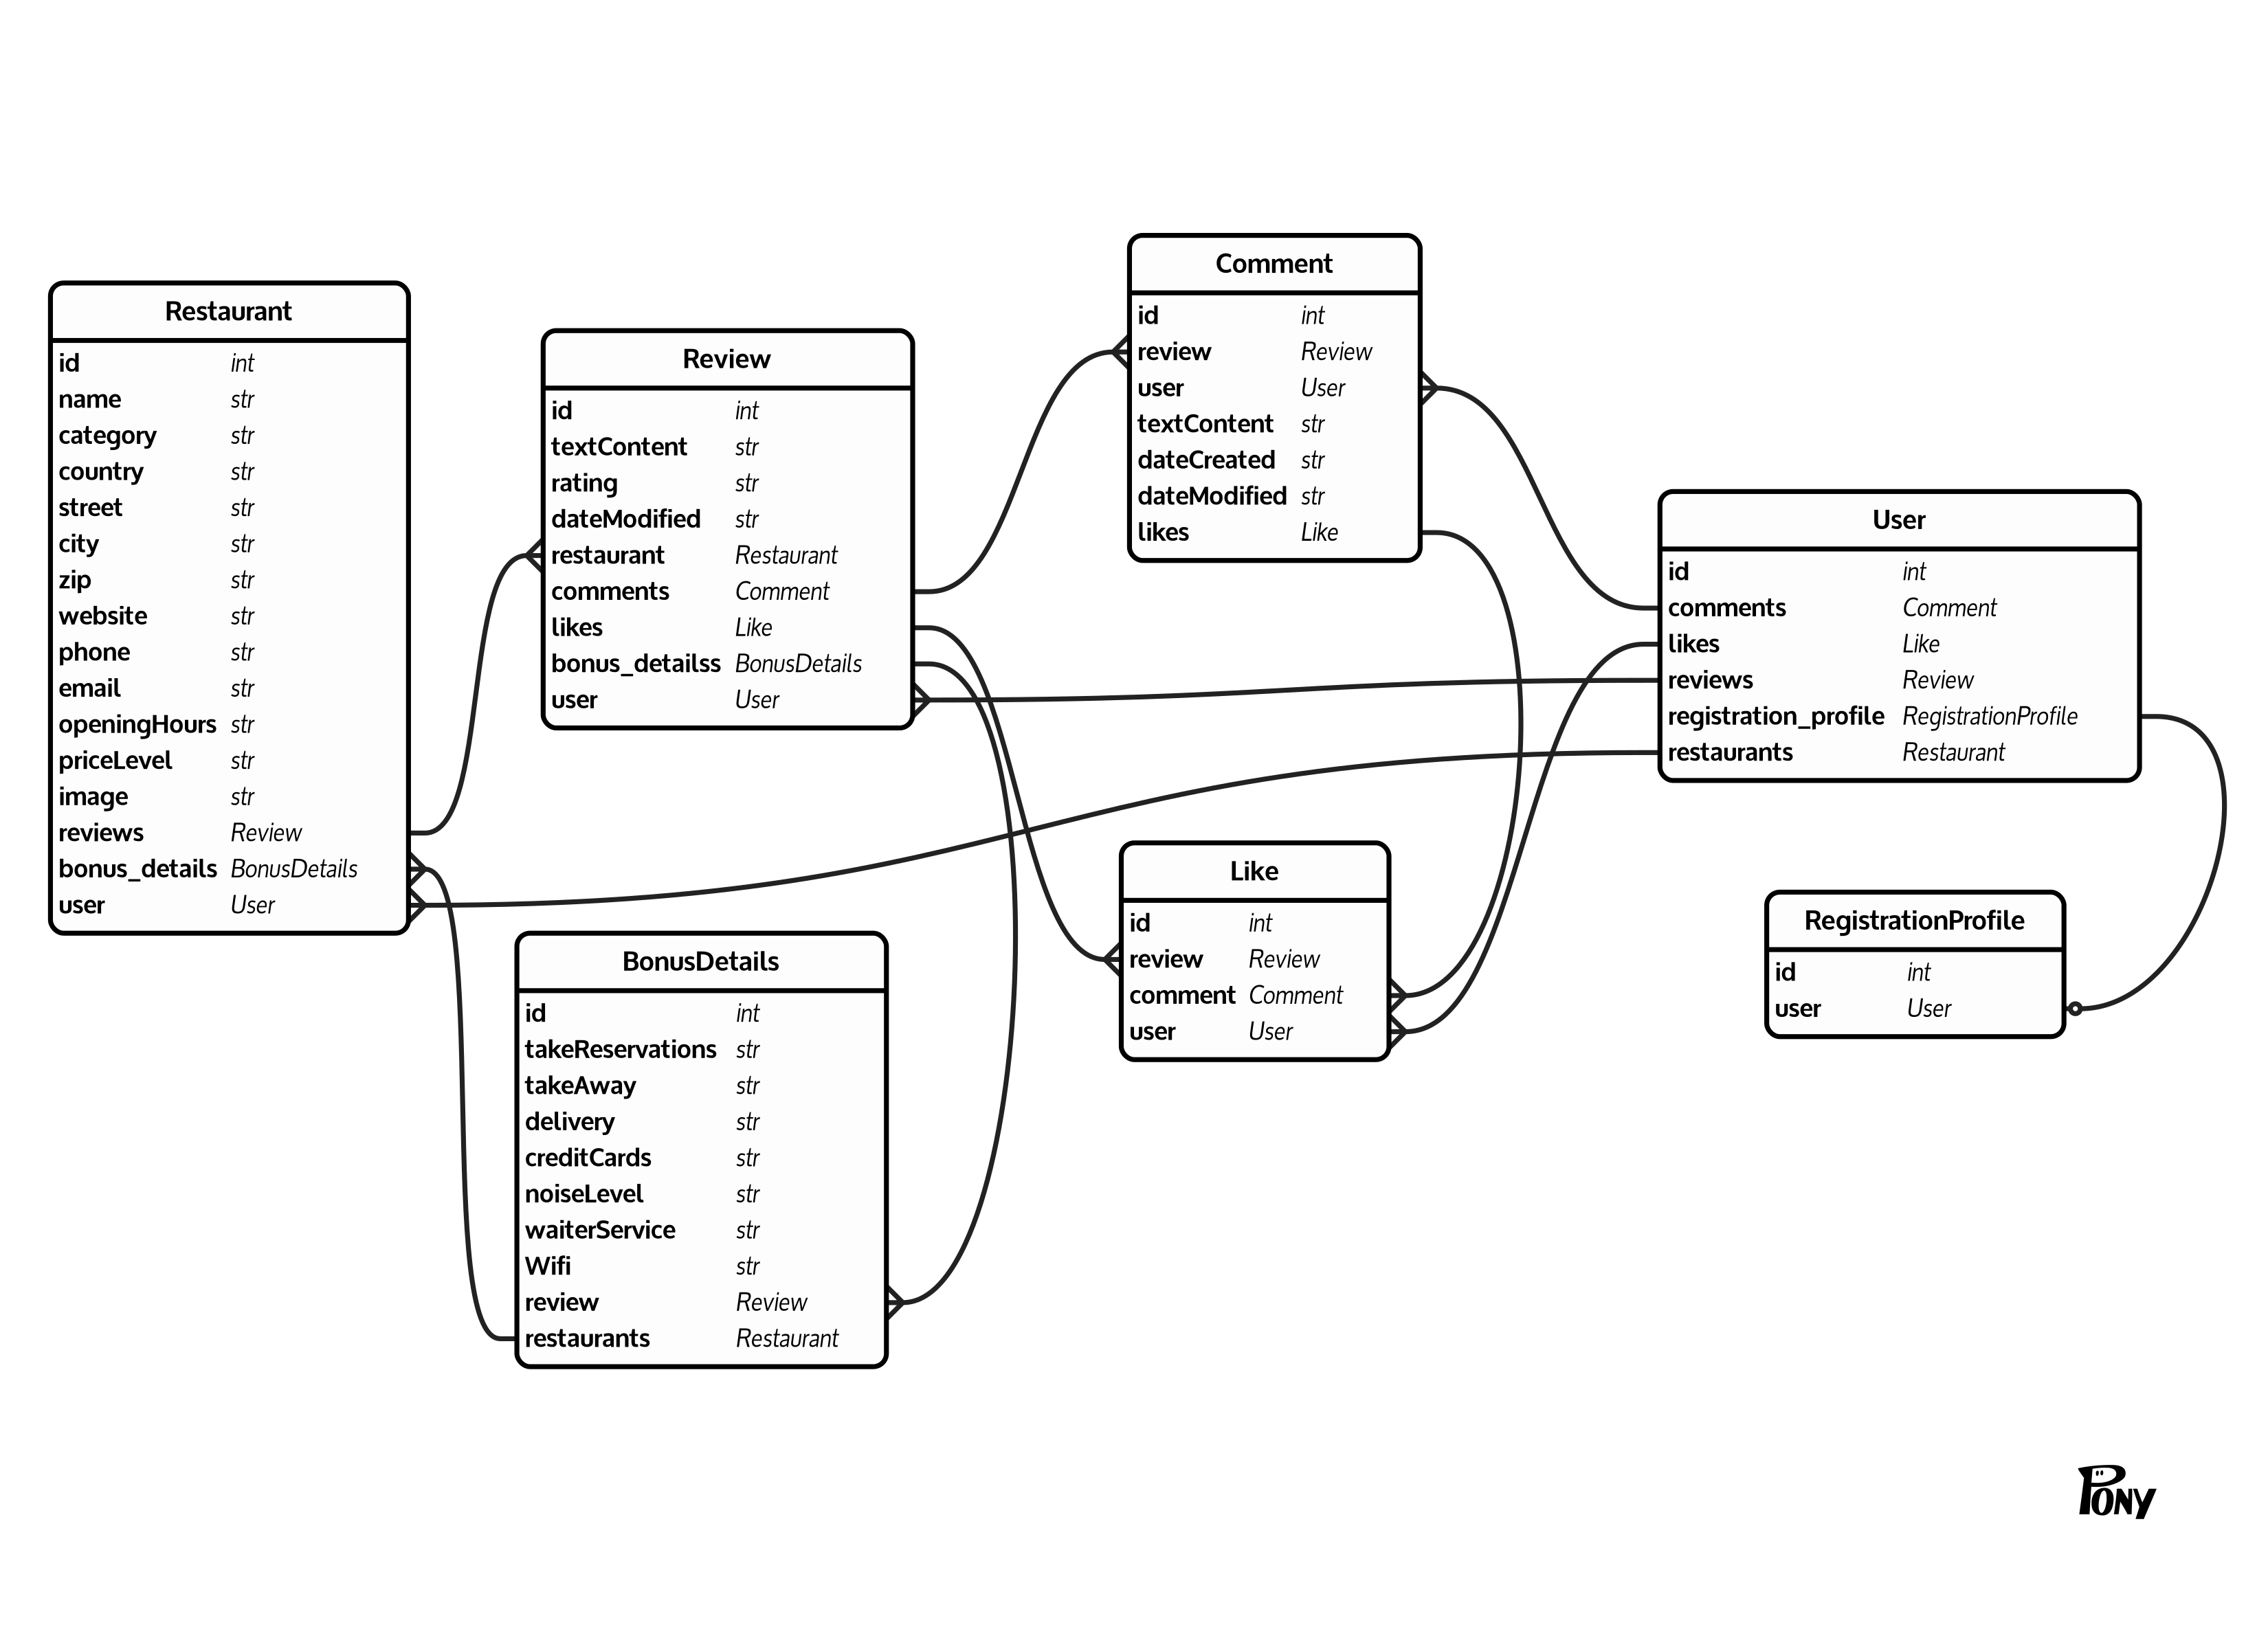 Restaurant
id int
name str
category str
country str
street str
city str
zip str
website str
phone str
email str
openingHours str
priceLevel str
image str
reviews Review
bonus_details BonusDetails
user User
Review
id int
textContent str
rating str
dateModified str
restaurant Restaurant
comments Comment
likes Like
bonus_detailss BonusDetails
user User
BonusDetails
id int
takeReservations str
takeAway str
delivery str
creditCards str
noiseLevel str
waiterService str
Wifi str
review Review
restaurants Restaurant
Comment
id int
review Review
user User
textContent str
dateCreated str
dateModified str
likes Like
Like
id int
review Review
comment Comment
user User
User
id int
comments Comment
likes Like
reviews Review
registration_profile RegistrationProfile
restaurants Restaurant
RegistrationProfile
id int
user User
PONY